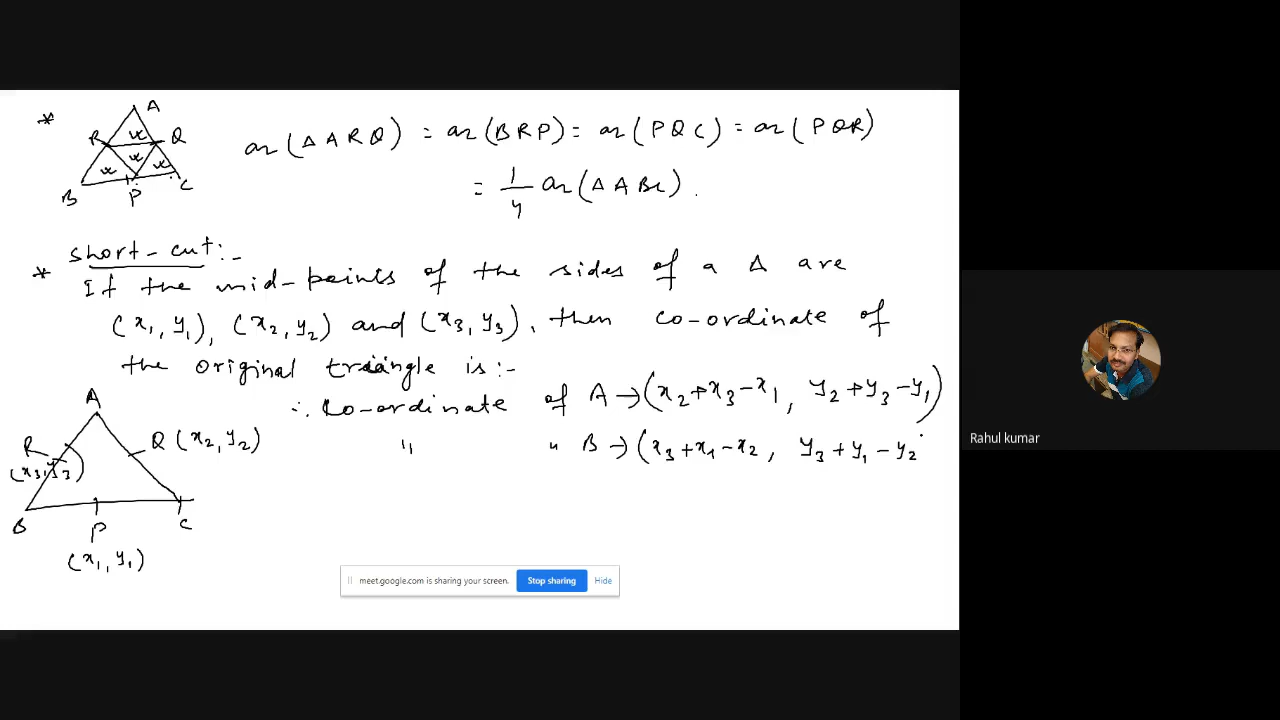 * A
R Q
x
x x x
B P C
ar(Δ ARQ) = ar(BRP) = ar(PQC) = ar(PQR)
= 1/4 ar(Δ ABC).
* short-cut:-
If the mid-points of the sides of a Δ are
(x₁, y₁), (x₂, y₂) and (x₃, y₃), then co-ordinate of
the original triangle is:-
∴ Co-ordinate of A → (x₂+x₃-x₁, y₂+y₃-y₁)
" " B → (x₃+x₁-x₂, y₃+y₁-y₂
A
R Q (x₂, y₂)
(x₃, y₃)
B P C
(x₁, y₁)
Rahul kumar
meet.google.com is sharing your screen. Stop sharing Hide